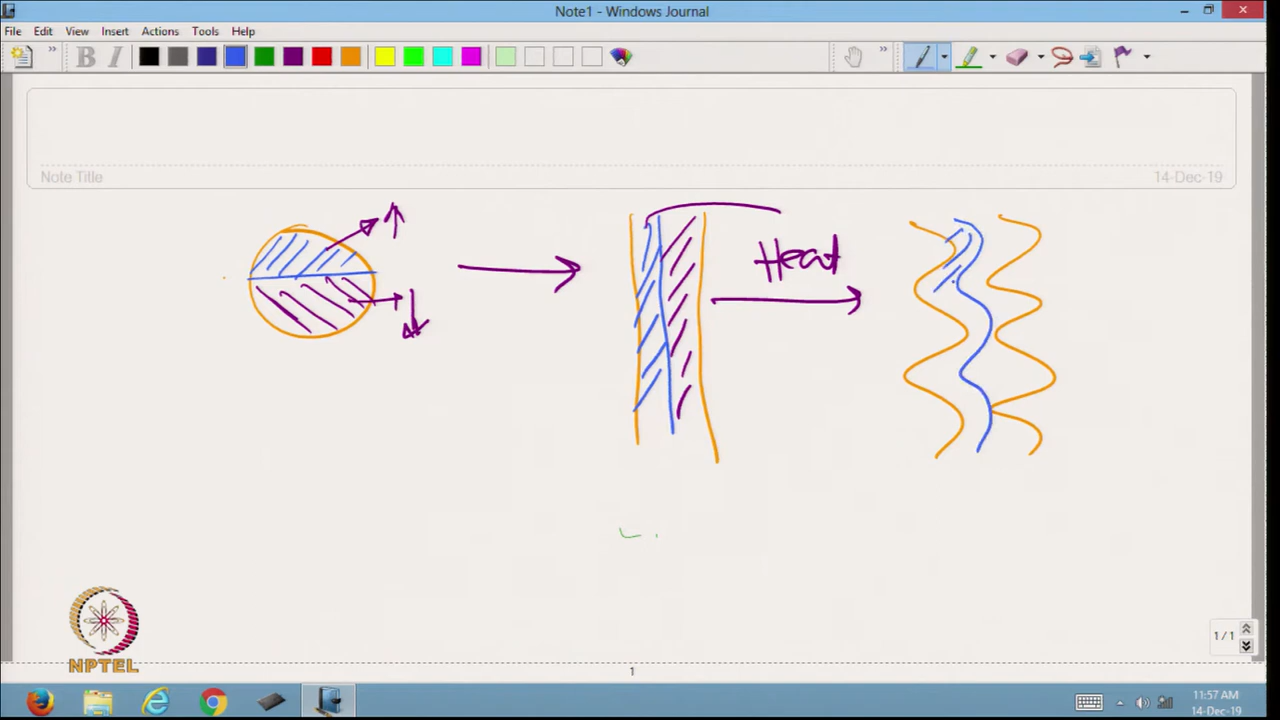 Note1 - Windows Journal
File Edit View Insert Actions Tools Help
B I
Note Title
14-Dec-19
Heat
NPTEL
1 / 1
1
11:57 AM
14-Dec-19